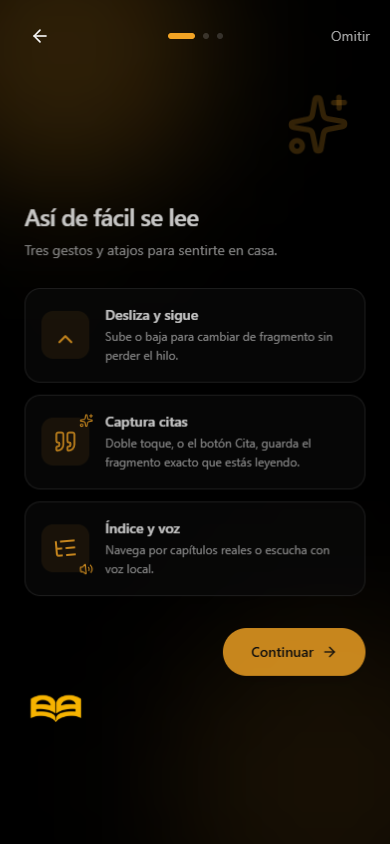 Omitir
Así de fácil se lee
Tres gestos y atajos para sentirte en casa.
Desliza y sigue
Sube o baja para cambiar de fragmento sin
perder el hilo.
Captura citas
Doble toque, o el botón Cita, guarda el
fragmento exacto que estás leyendo.
Índice y voz
Navega por capítulos reales o escucha con
voz local.
Continuar